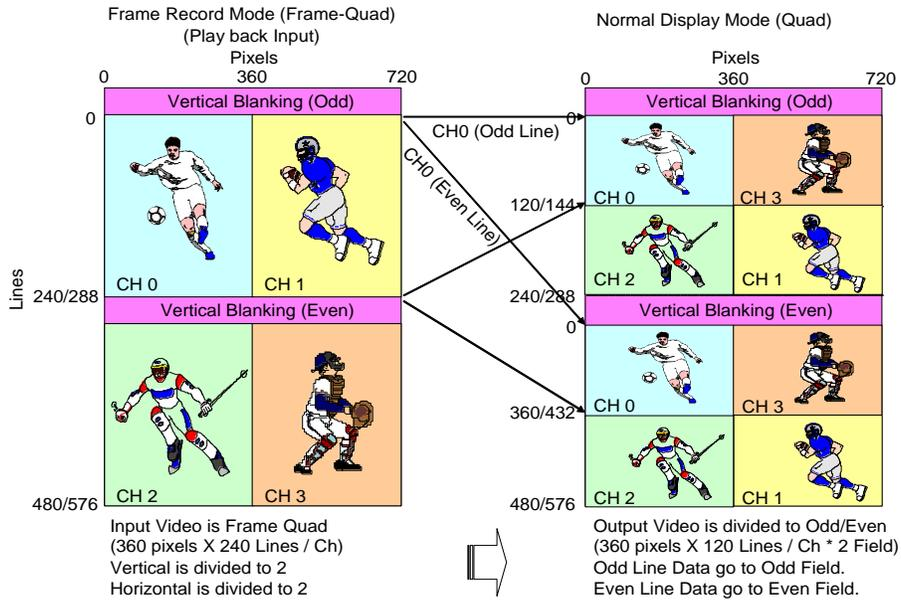 Frame Record Mode (Frame-Quad)
(Play back Input)
Pixels
0 360 720
Vertical Blanking (Odd)
0
CH 0
CH 1
Lines
240/288
Vertical Blanking (Even)
CH 2
CH 3
480/576
Input Video is Frame Quad
(360 pixels X 240 Lines / Ch)
Vertical is divided to 2
Horizontal is divided to 2
CH0 (Odd Line)
CH0 (Even Line)
Normal Display Mode (Quad)
Pixels
0 360 720
Vertical Blanking (Odd)
0
CH 0
CH 3
120/144
CH 2
CH 1
240/288
Vertical Blanking (Even)
0
CH 0
CH 3
360/432
CH 2
CH 1
480/576
Output Video is divided to Odd/Even
(360 pixels X 120 Lines / Ch * 2 Field)
Odd Line Data go to Odd Field.
Even Line Data go to Even Field.